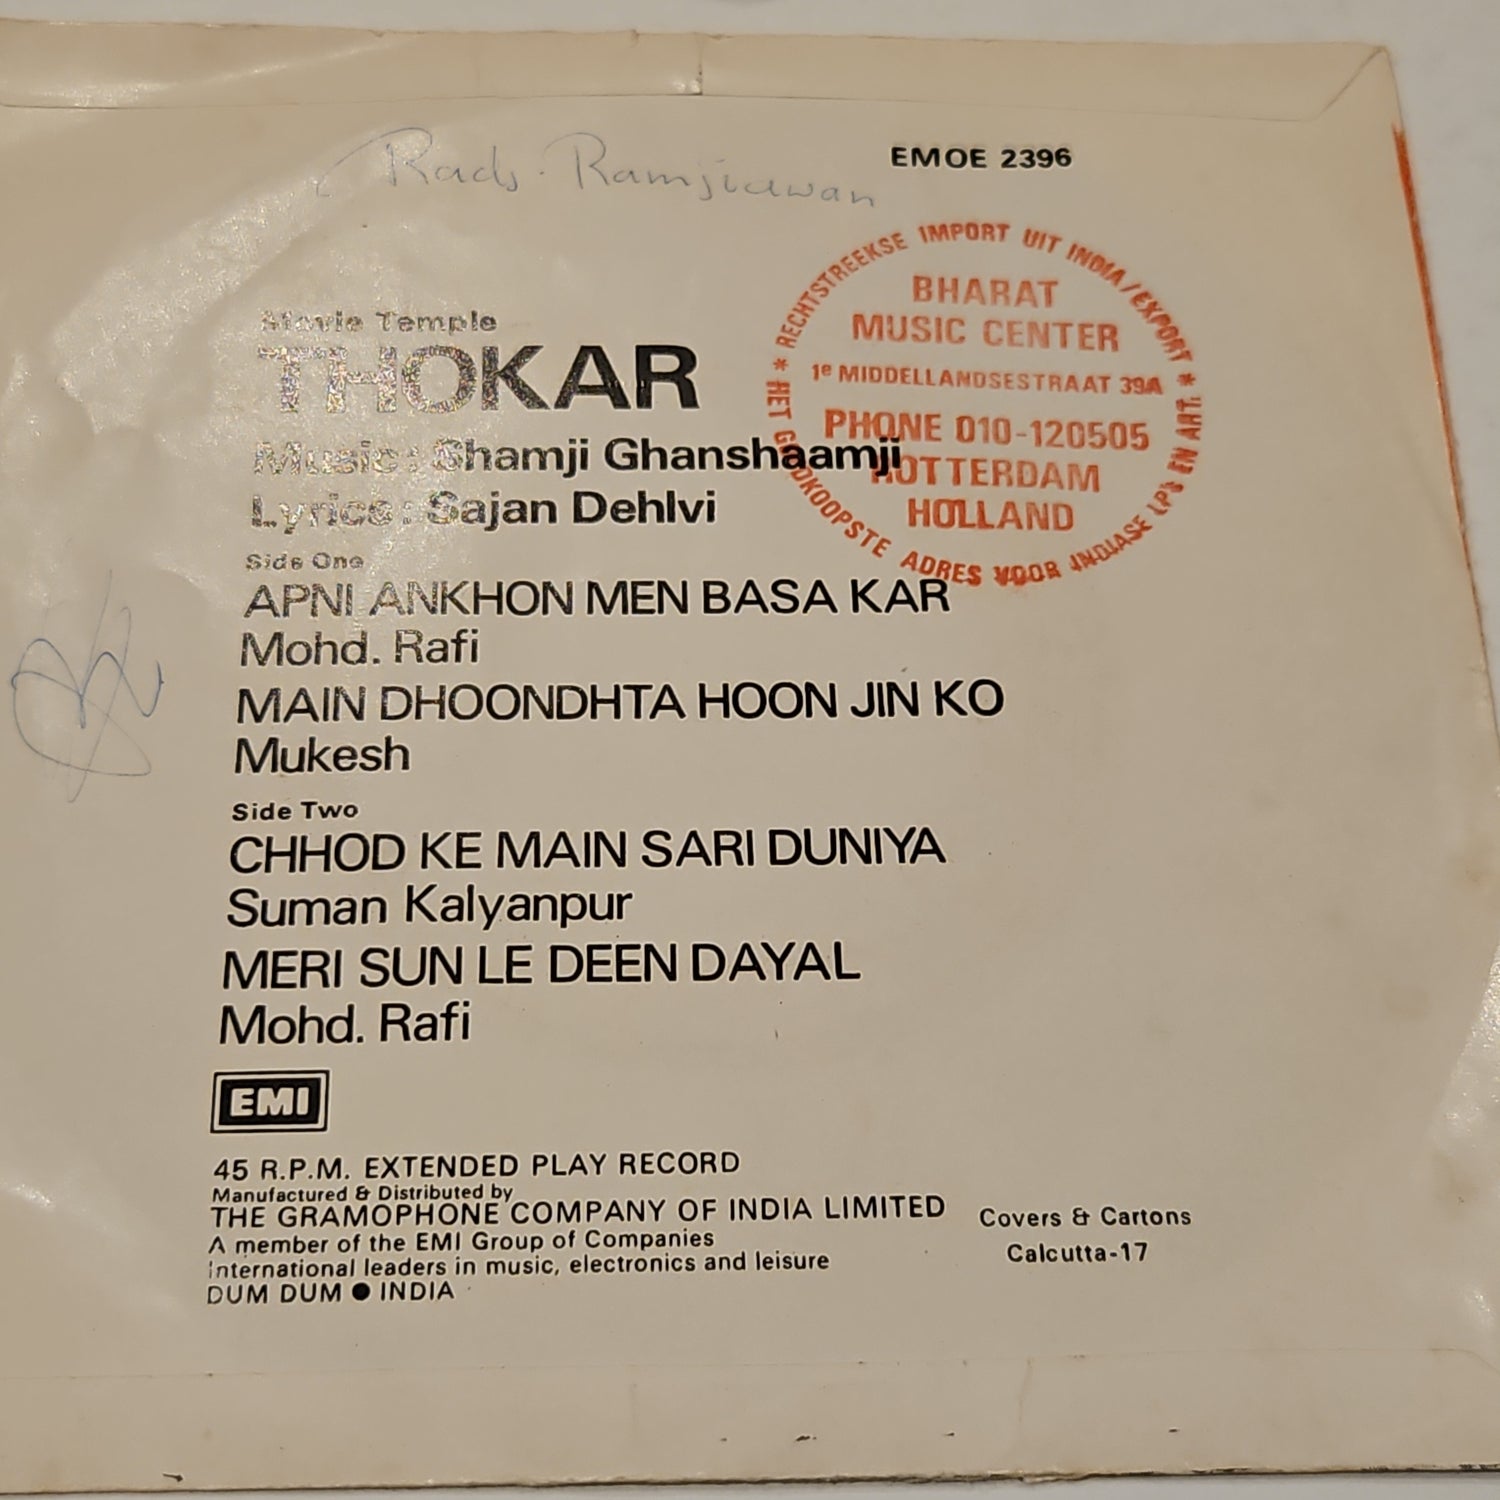 EMOE 2396
Ramjiawan
Movie Temple
THOKAR
Music: Shamji Ghanshaamji
Lyrics: Sajan Dehlvi
Side One
APNI ANKHON MEN BASA KAR
Mohd. Rafi
MAIN DHOONDHTA HOON JIN KO
Mukesh
Side Two
CHHOD KE MAIN SARI DUNIYA
Suman Kalyanpur
MERI SUN LE DEEN DAYAL
Mohd. Rafi
* RECHTSTREEKSE IMPORT UIT INDIA/EXPORT *
BHARAT
MUSIC CENTER
1e MIDDELLANDSESTRAAT 39A
PHONE 010-120505
ROTTERDAM
HOLLAND
HET GOEDKOOPSTE ADRES VOOR INDIASE LPS EN ART.
EMI
45 R.P.M. EXTENDED PLAY RECORD
Manufactured & Distributed by
THE GRAMOPHONE COMPANY OF INDIA LIMITED
A member of the EMI Group of Companies
International leaders in music, electronics and leisure
DUM DUM ● INDIA
Covers & Cartons
Calcutta-17